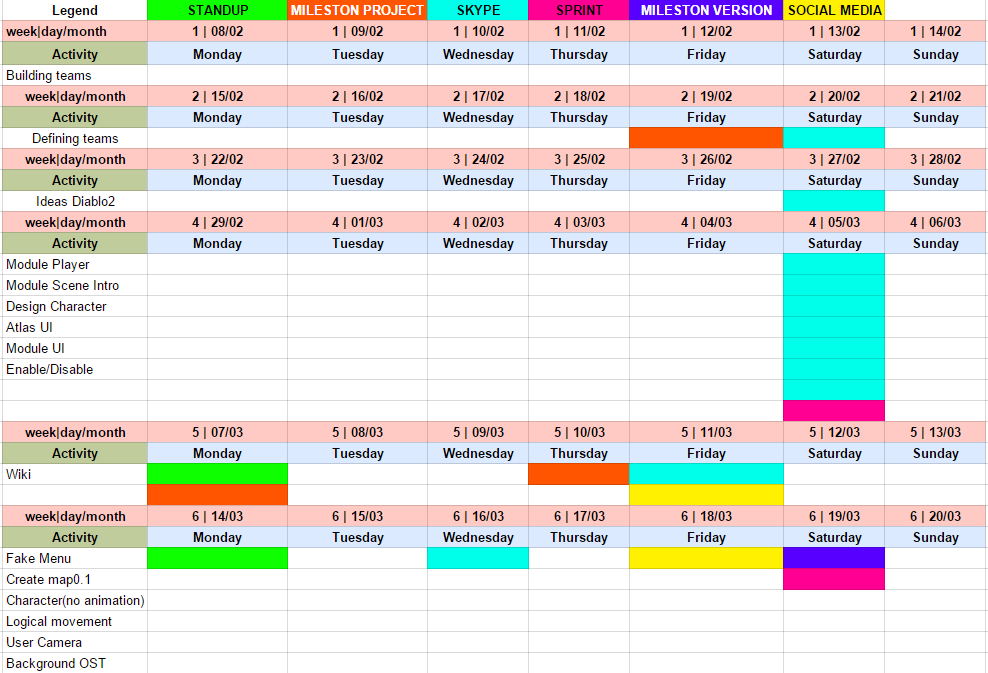 Legend STANDUP MILESTON PROJECT SKYPE SPRINT MILESTON VERSION SOCIAL MEDIA
week|day/month 1 | 08/02 1 | 09/02 1 | 10/02 1 | 11/02 1 | 12/02 1 | 13/02 1 | 14/02
Activity Monday Tuesday Wednesday Thursday Friday Saturday Sunday
Building teams
week|day/month 2 | 15/02 2 | 16/02 2 | 17/02 2 | 18/02 2 | 19/02 2 | 20/02 2 | 21/02
Activity Monday Tuesday Wednesday Thursday Friday Saturday Sunday
Defining teams
week|day/month 3 | 22/02 3 | 23/02 3 | 24/02 3 | 25/02 3 | 26/02 3 | 27/02 3 | 28/02
Activity Monday Tuesday Wednesday Thursday Friday Saturday Sunday
Ideas Diablo2
week|day/month 4 | 29/02 4 | 01/03 4 | 02/03 4 | 03/03 4 | 04/03 4 | 05/03 4 | 06/03
Activity Monday Tuesday Wednesday Thursday Friday Saturday Sunday
Module Player
Module Scene Intro
Design Character
Atlas UI
Module UI
Enable/Disable
week|day/month 5 | 07/03 5 | 08/03 5 | 09/03 5 | 10/03 5 | 11/03 5 | 12/03 5 | 13/03
Activity Monday Tuesday Wednesday Thursday Friday Saturday Sunday
Wiki
week|day/month 6 | 14/03 6 | 15/03 6 | 16/03 6 | 17/03 6 | 18/03 6 | 19/03 6 | 20/03
Activity Monday Tuesday Wednesday Thursday Friday Saturday Sunday
Fake Menu
Create map0.1
Character(no animation)
Logical movement
User Camera
Background OST